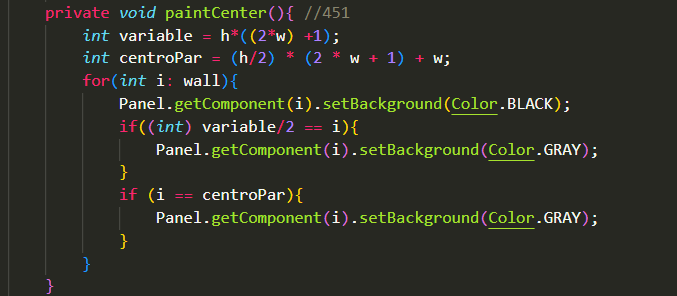 private void paintCenter(){ //451
int variable = h*((2*w) +1);
int centroPar = (h/2) * (2 * w + 1) + w;
for(int i: wall){
Panel.getComponent(i).setBackground(Color.BLACK);
if((int) variable/2 == i){
Panel.getComponent(i).setBackground(Color.GRAY);
}
if (i == centroPar){
Panel.getComponent(i).setBackground(Color.GRAY);
}
}
}